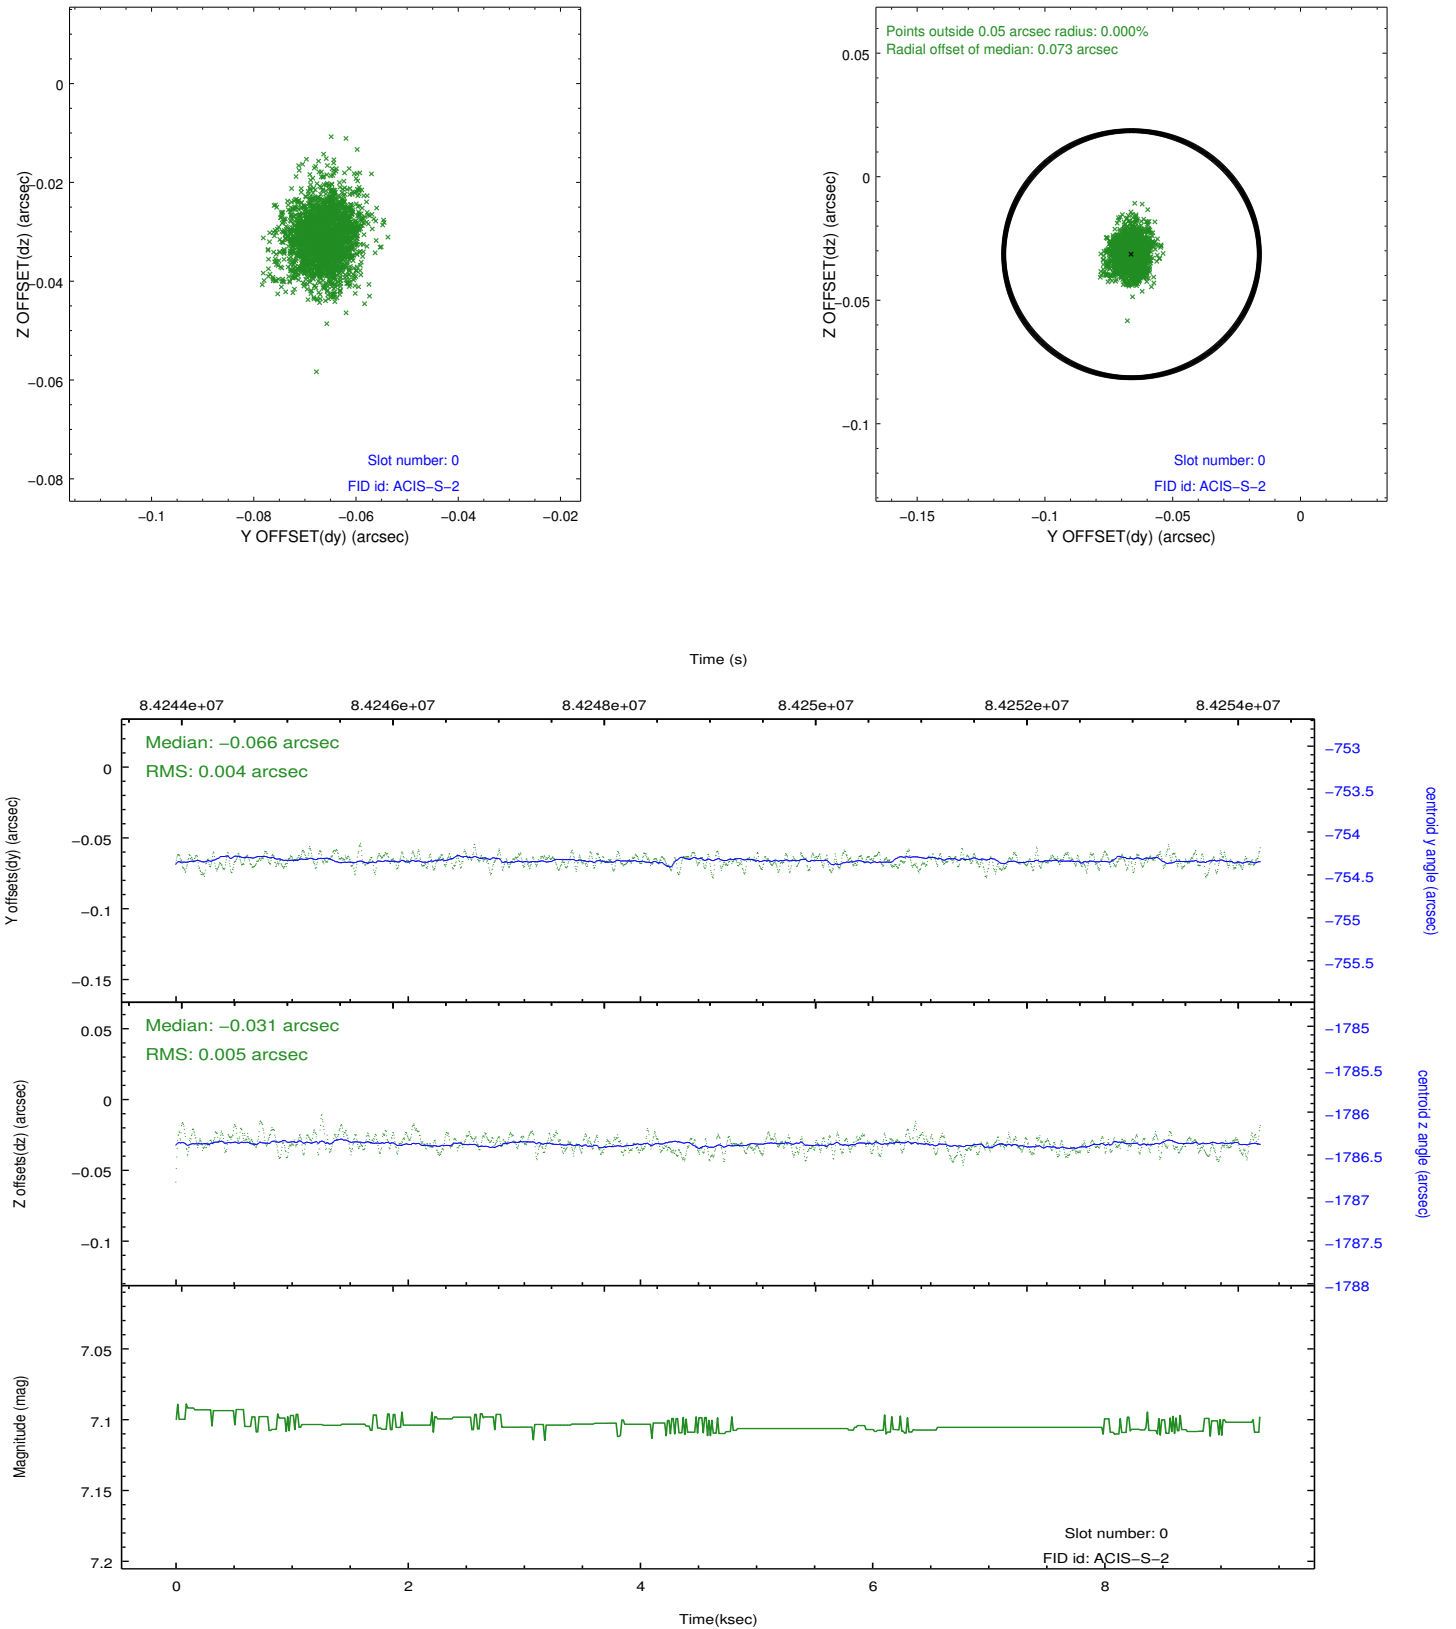 0
−0.02
−0.04
−0.06
−0.08
Z OFFSET(dz) (arcsec)
Slot number: 0
FID id: ACIS−S−2
−0.1
−0.08
−0.06
−0.04
−0.02
Y OFFSET(dy) (arcsec)
Points outside 0.05 arcsec radius: 0.000%
Radial offset of median: 0.073 arcsec
0.05
0
−0.05
−0.1
Z OFFSET(dz) (arcsec)
Slot number: 0
FID id: ACIS−S−2
−0.15
−0.1
−0.05
0
Y OFFSET(dy) (arcsec)
Time (s)
8.4244e+07
8.4246e+07
8.4248e+07
8.425e+07
8.4252e+07
8.4254e+07
Median: −0.066 arcsec
RMS: 0.004 arcsec
0
−0.05
−0.1
−0.15
Y offsets(dy) (arcsec)
−753
−753.5
−754
−754.5
−755
−755.5
centroid y angle (arcsec)
Median: −0.031 arcsec
RMS: 0.005 arcsec
0.05
0
−0.05
−0.1
Z offsets(dz) (arcsec)
−1785
−1785.5
−1786
−1786.5
−1787
−1787.5
−1788
centroid z angle (arcsec)
7.05
7.1
7.15
7.2
Magnitude (mag)
Slot number: 0
FID id: ACIS−S−2
0
2
4
6
8
Time(ksec)